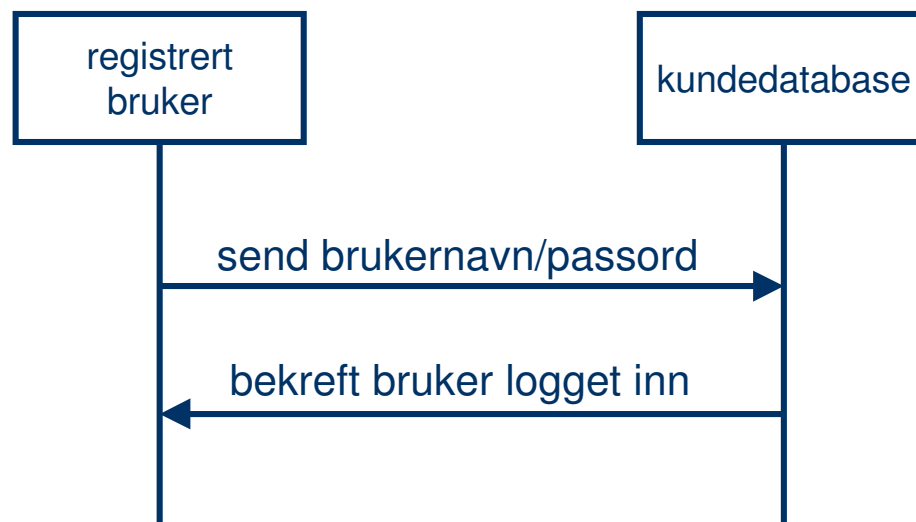 registrert
bruker
kundedatabase
send brukernavn/passord
bekreft bruker logget inn